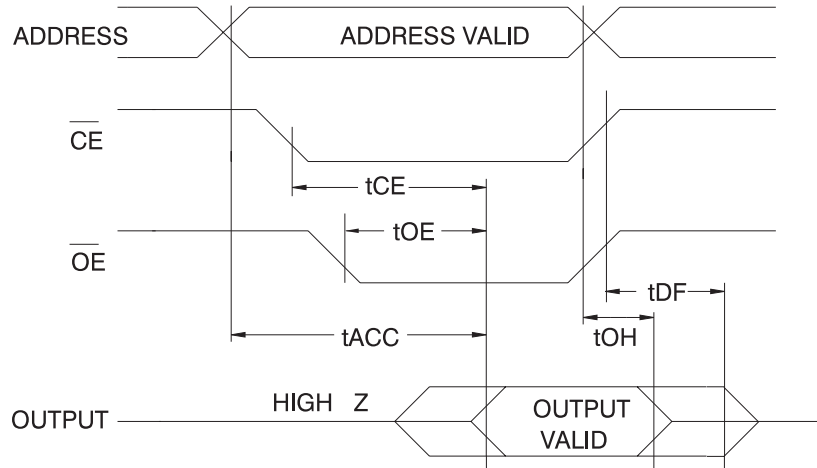 ADDRESS
ADDRESS VALID
CE
tCE
tOE
OE
tDF
tACC
tOH
HIGH Z
OUTPUT
OUTPUT
VALID